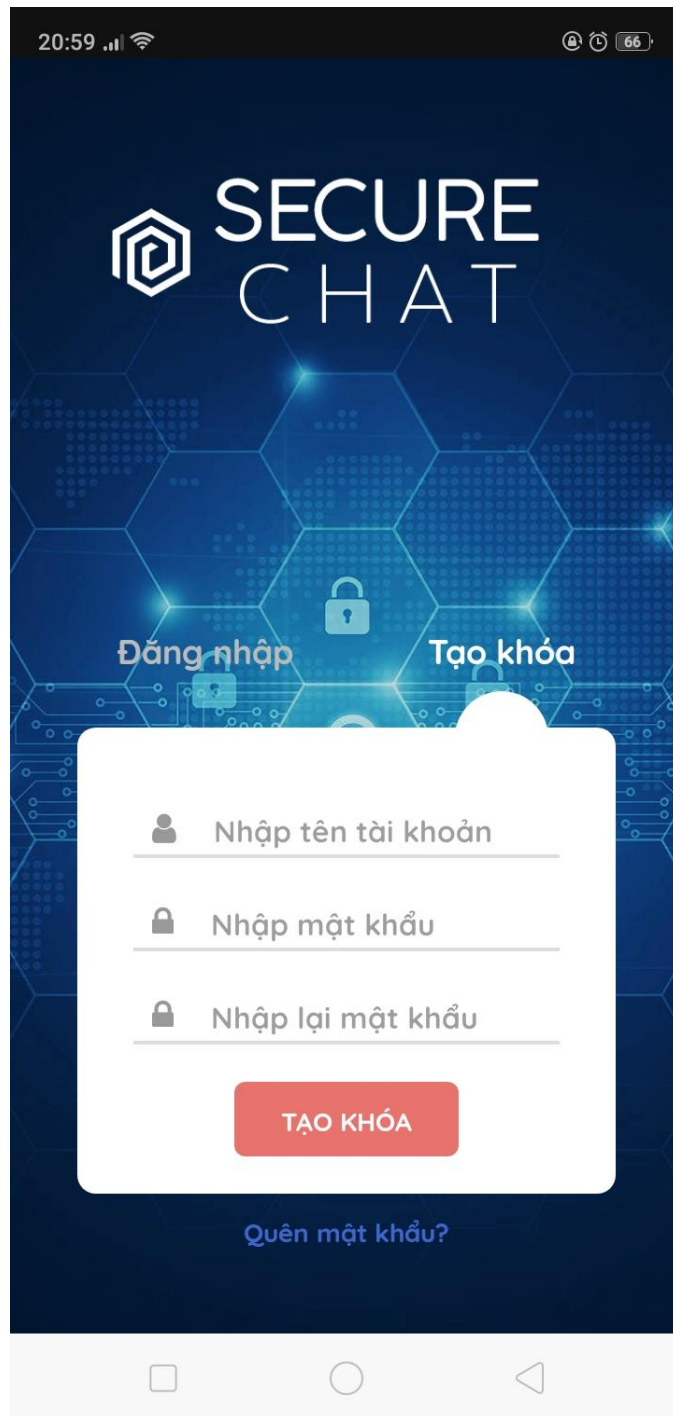 20:59
66
SECURE
CHAT
Đăng nhập
Tạo khóa
Nhập tên tài khoản
Nhập mật khẩu
Nhập lại mật khẩu
TẠO KHÓA
Quên mật khẩu?